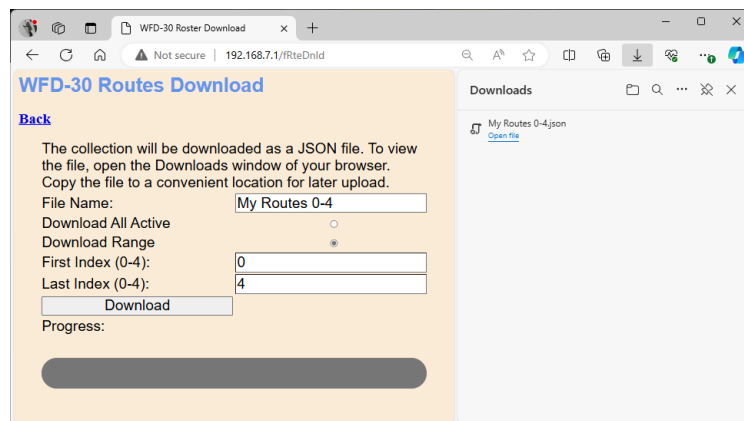 WFD-30 Roster Download
Not secure | 192.168.7.1/fRteDnld
WFD-30 Routes Download
Back
The collection will be downloaded as a JSON file. To view
the file, open the Downloads window of your browser.
Copy the file to a convenient location for later upload.
File Name: My Routes 0-4
Download All Active
Download Range
First Index (0-4): 0
Last Index (0-4): 4
Download
Progress:
Downloads
My Routes 0-4.json
Open file